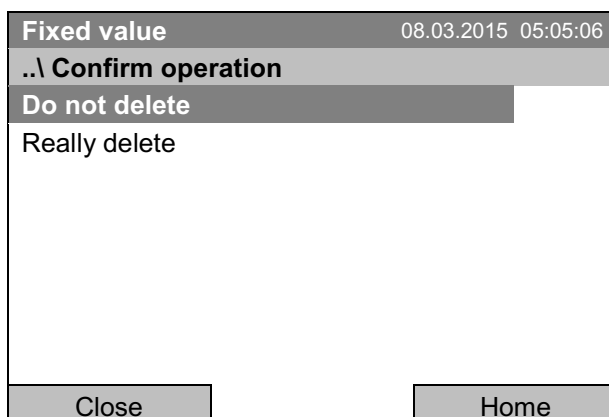 Fixed value 08.03.2015 05:05:06
..\ Confirm operation
Do not delete
Really delete
Close Home